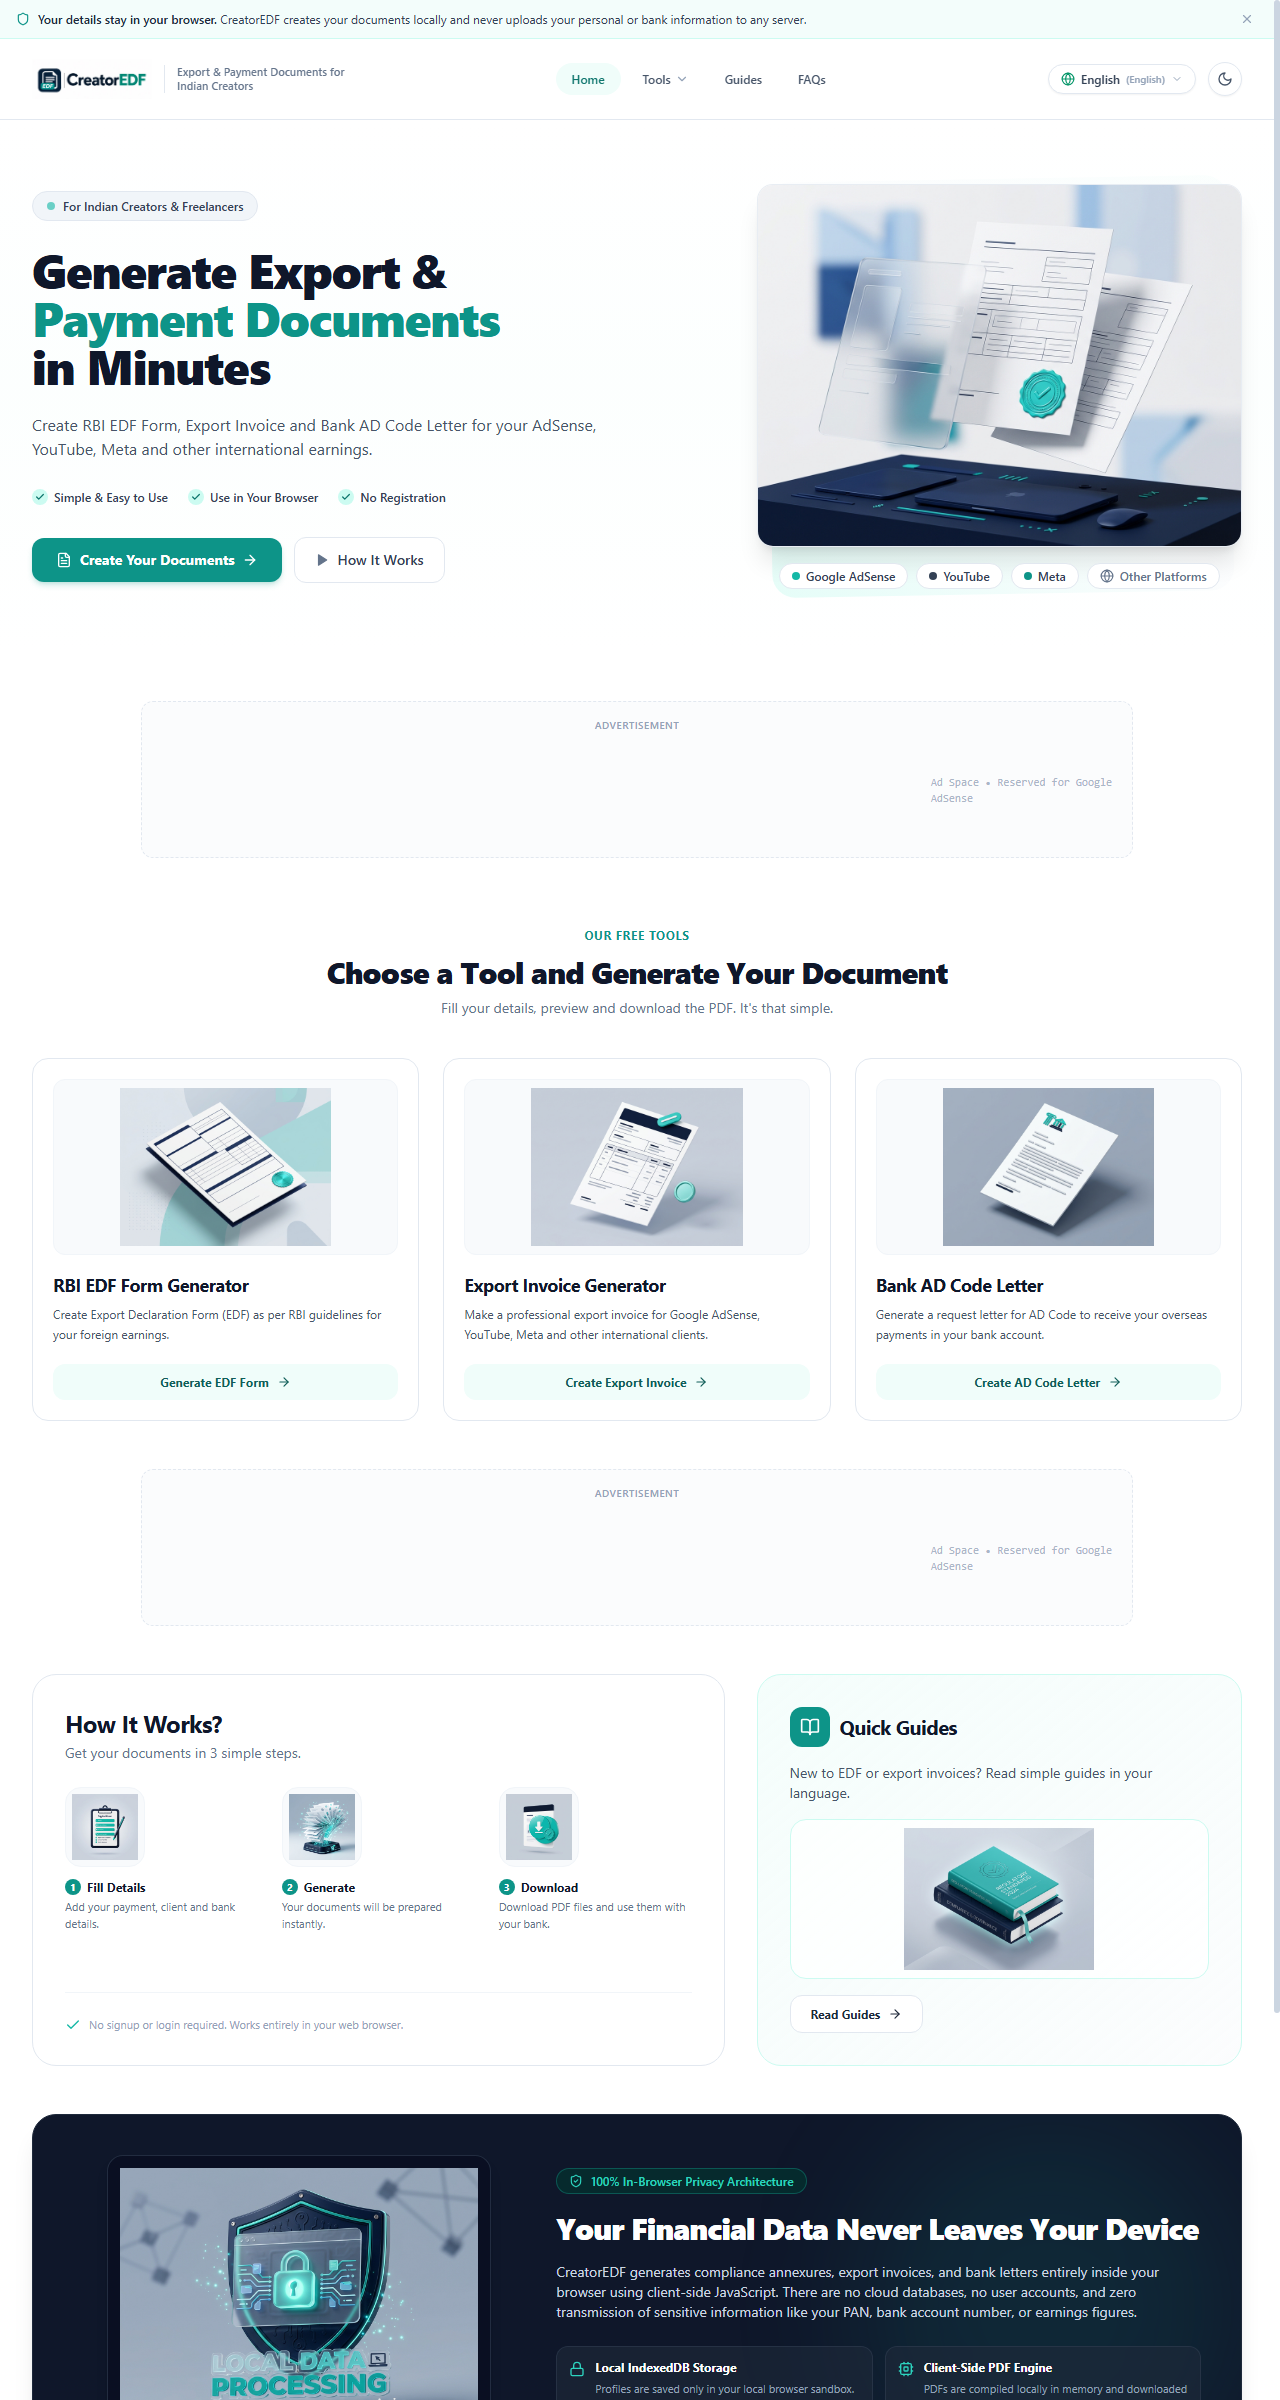 Your details stay in your browser. CreatorEDF creates your documents locally and never uploads your personal or bank information to any server.
CreatorEDF
Export & Payment Documents for
Indian Creators
Home
Tools
Guides
FAQs
English (English)
For Indian Creators & Freelancers
Generate Export &
Payment Documents
in Minutes
Create RBI EDF Form, Export Invoice and Bank AD Code Letter for your AdSense,
YouTube, Meta and other international earnings.
Simple & Easy to Use
Use in Your Browser
No Registration
Create Your Documents
How It Works
Google AdSense
YouTube
Meta
Other Platforms
ADVERTISEMENT
Ad Space • Reserved for Google
AdSense
OUR FREE TOOLS
Choose a Tool and Generate Your Document
Fill your details, preview and download the PDF. It's that simple.
RBI EDF Form Generator
Create Export Declaration Form (EDF) as per RBI guidelines for
your foreign earnings.
Generate EDF Form
Export Invoice Generator
Make a professional export invoice for Google AdSense,
YouTube, Meta and other international clients.
Create Export Invoice
Bank AD Code Letter
Generate a request letter for AD Code to receive your overseas
payments in your bank account.
Create AD Code Letter
ADVERTISEMENT
Ad Space • Reserved for Google
AdSense
How It Works?
Get your documents in 3 simple steps.
1 Fill Details
Add your payment, client and bank
details.
2 Generate
Your documents will be prepared
instantly.
3 Download
Download PDF files and use them with
your bank.
No signup or login required. Works entirely in your web browser.
Quick Guides
New to EDF or export invoices? Read simple guides in your
language.
Read Guides
LOCAL DATA
PROCESSING
100% In-Browser Privacy Architecture
Your Financial Data Never Leaves Your Device
CreatorEDF generates compliance annexures, export invoices, and bank letters entirely inside your
browser using client-side JavaScript. There are no cloud databases, no user accounts, and zero
transmission of sensitive information like your PAN, bank account number, or earnings figures.
Local IndexedDB Storage
Profiles are saved only in your local browser sandbox.
Client-Side PDF Engine
PDFs are compiled locally in memory and downloaded